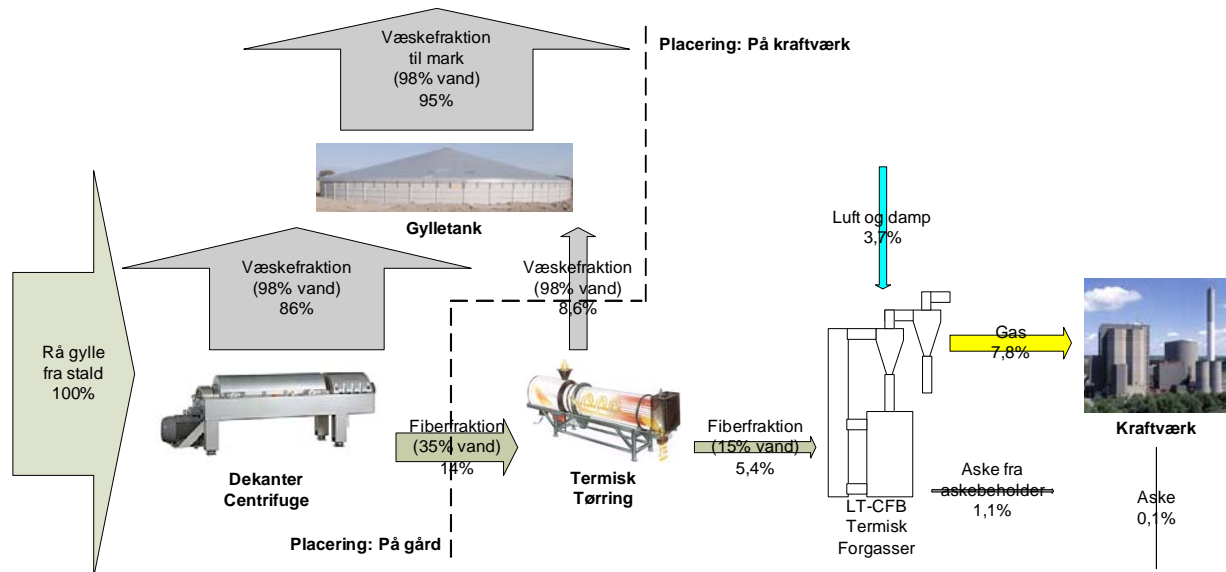 Væskefraktion
til mark
(98% vand)
95%
Placering: På kraftværk
Gylletank
Luft og damp
3,7%
Væskefraktion
(98% vand)
86%
Væskefraktion
(98% vand)
8,6%
Rå gylle
fra stald
100%
Gas
7,8%
Kraftværk
Fiberfraktion
(35% vand)
14%
Fiberfraktion
(15% vand)
5,4%
Dekanter
Centrifuge
Termisk
Tørring
LT-CFB
Termisk
Forgasser
Aske fra
askebeholder
1,1%
Aske
0,1%
Placering: På gård